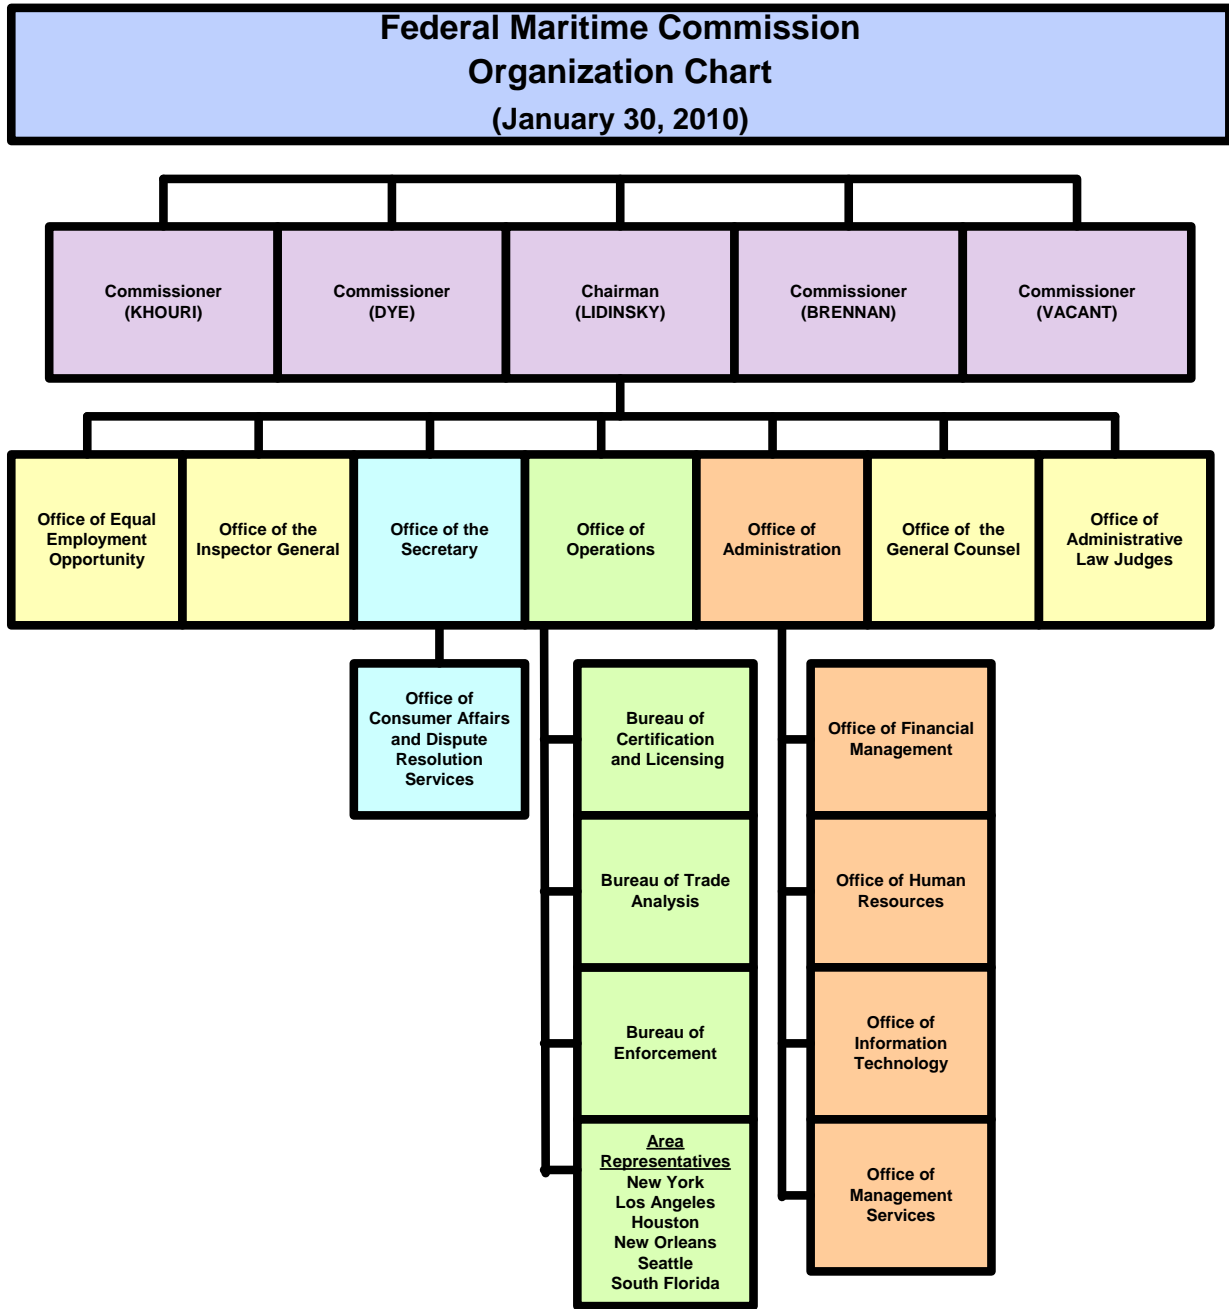 Federal Maritime Commission
Organization Chart
(January 30, 2010)
Commissioner
(KHOURI)
Commissioner
(DYE)
Chairman
(LIDINSKY)
Commissioner
(BRENNAN)
Commissioner
(VACANT)
Office of Equal
Employment
Opportunity
Office of the
Inspector General
Office of the
Secretary
Office of
Operations
Office of
Administration
Office of the
General Counsel
Office of
Administrative
Law Judges
Office of
Consumer Affairs
and Dispute
Resolution
Services
Bureau of
Certification
and Licensing
Bureau of Trade
Analysis
Bureau of
Enforcement
Area
Representatives
New York
Los Angeles
Houston
New Orleans
Seattle
South Florida
Office of Financial
Management
Office of Human
Resources
Office of
Information
Technology
Office of
Management
Services